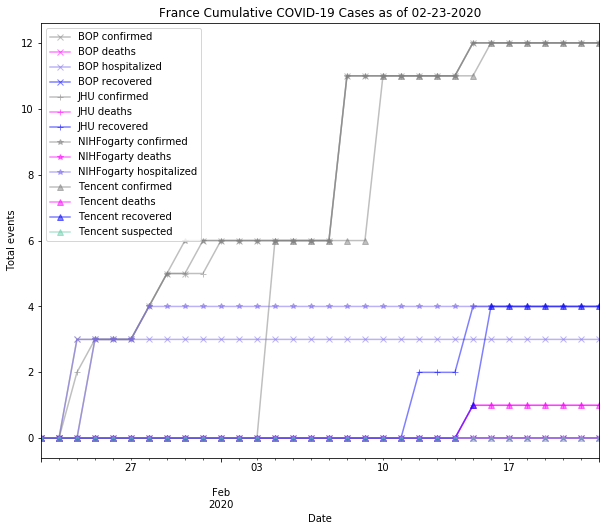 France Cumulative COVID-19 Cases as of 02-23-2020
12
10
8
6
4
2
0
Total events
BOP confirmed
BOP deaths
BOP hospitalized
BOP recovered
JHU confirmed
JHU deaths
JHU recovered
NIHFogarty confirmed
NIHFogarty deaths
NIHFogarty hospitalized
Tencent confirmed
Tencent deaths
Tencent recovered
Tencent suspected
27 03 10 17
Feb
2020
Date